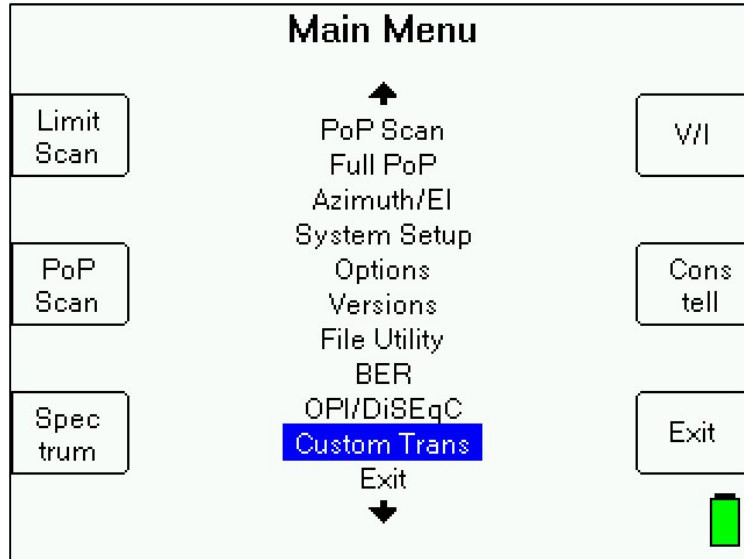 Main Menu
Limit
Scan
PoP
Scan
Spec
trum
PoP Scan
Full PoP
Azimuth/El
System Setup
Options
Versions
File Utility
BER
OPI/DiSEqC
Custom Trans
Exit
V/I
Cons
tell
Exit